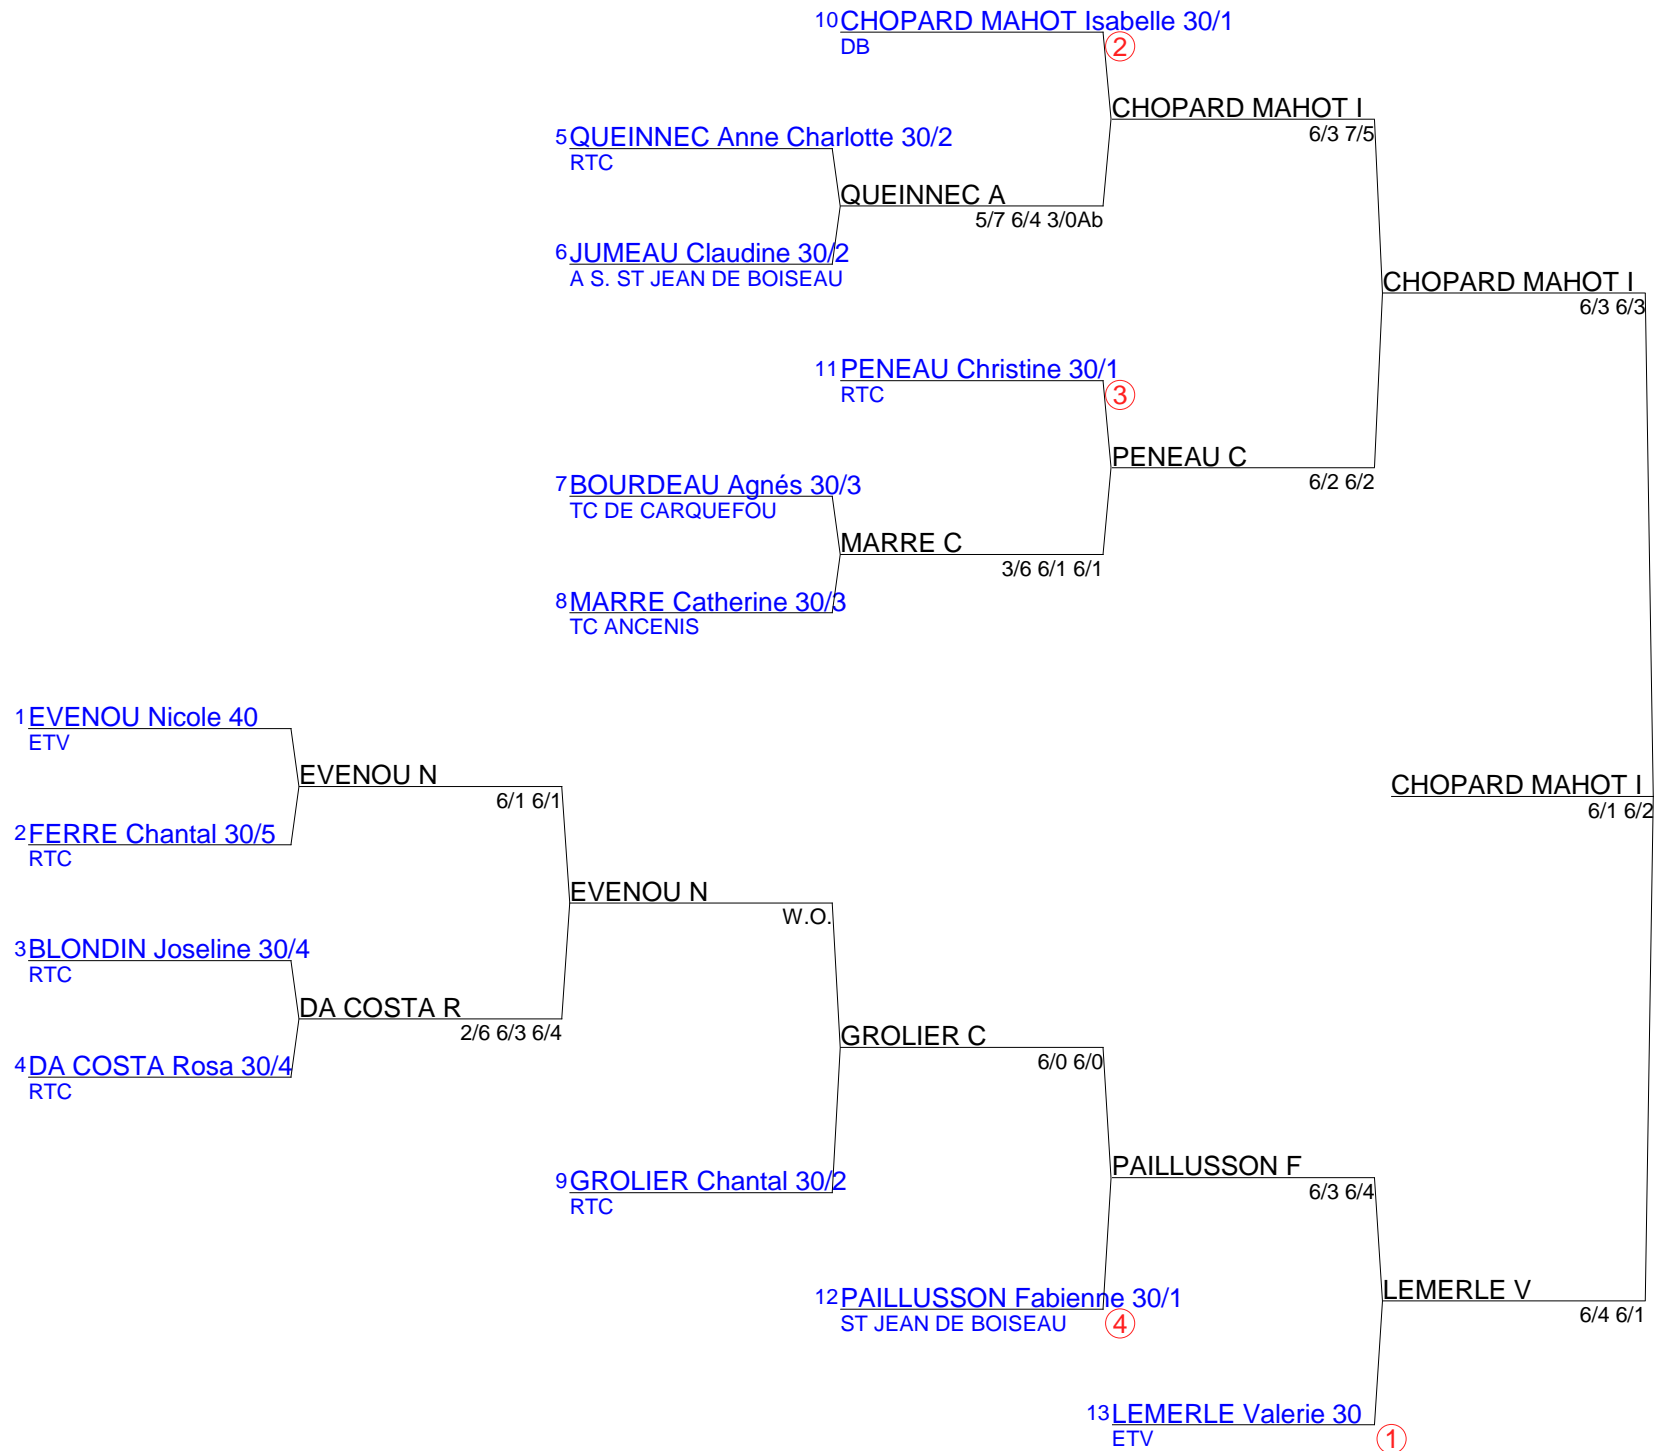 10 CHOPARD MAHOT Isabelle 30/1
DB
2
CHOPARD MAHOT I
6/3 7/5
5 QUEINNEC Anne Charlotte 30/2
RTC
QUEINNEC A
5/7 6/4 3/0Ab
6 JUMEAU Claudine 30/2
A S. ST JEAN DE BOISEAU
CHOPARD MAHOT I
6/3 6/3
11 PENEAU Christine 30/1
RTC
3
PENEAU C
6/2 6/2
7 BOURDEAU Agnés 30/3
TC DE CARQUEFOU
MARRE C
3/6 6/1 6/1
8 MARRE Catherine 30/3
TC ANCENIS
1 EVENOU Nicole 40
ETV
EVENOU N
6/1 6/1
CHOPARD MAHOT I
6/1 6/2
2 FERRE Chantal 30/5
RTC
EVENOU N
W.O.
3 BLONDIN Joseline 30/4
RTC
DA COSTA R
2/6 6/3 6/4
4 DA COSTA Rosa 30/4
RTC
GROLIER C
6/0 6/0
9 GROLIER Chantal 30/2
RTC
PAILLUSSON F
6/3 6/4
12 PAILLUSSON Fabienne 30/1
ST JEAN DE BOISEAU
4
LEMERLE V
6/4 6/1
13 LEMERLE Valerie 30
ETV
1